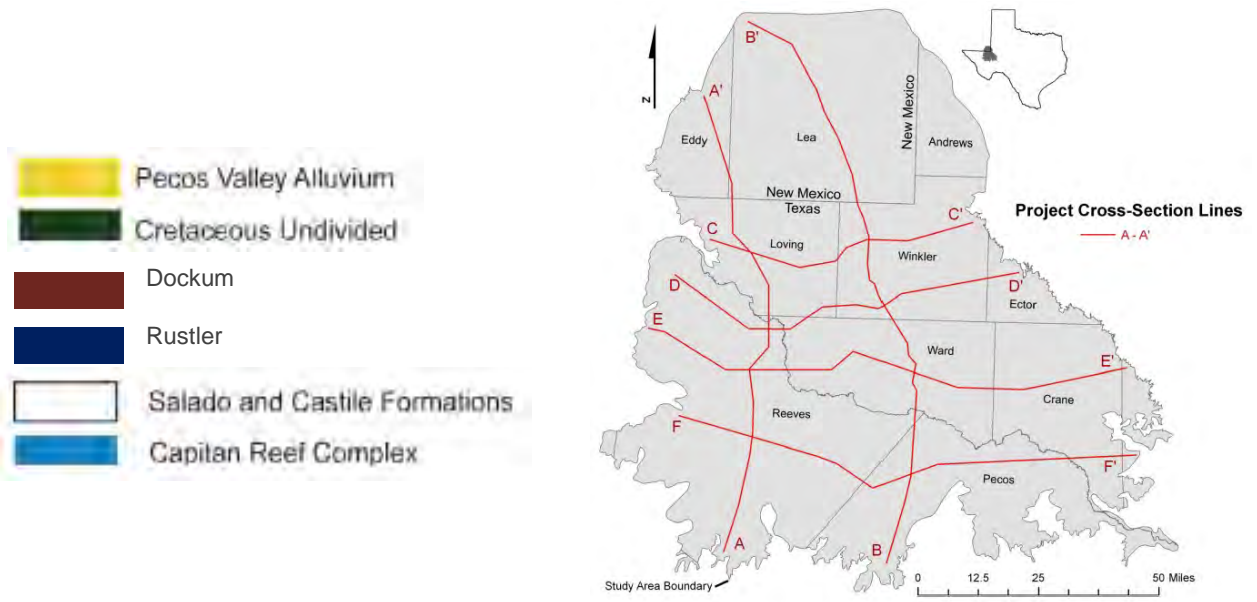 Pecos Valley Alluvium
Cretaceous Undivided
Dockum
Rustler
Salado and Castile Formations
Capitan Reef Complex
B'
A'
N
Eddy
Lea
New Mexico
Andrews
New Mexico
Texas
C
C'
Loving
Winkler
D
D'
Ector
E
Ward
E'
Crane
Reeves
F
F'
Pecos
A
B
Study Area Boundary
Project Cross-Section Lines
A - A'
0 12.5 25 50 Miles